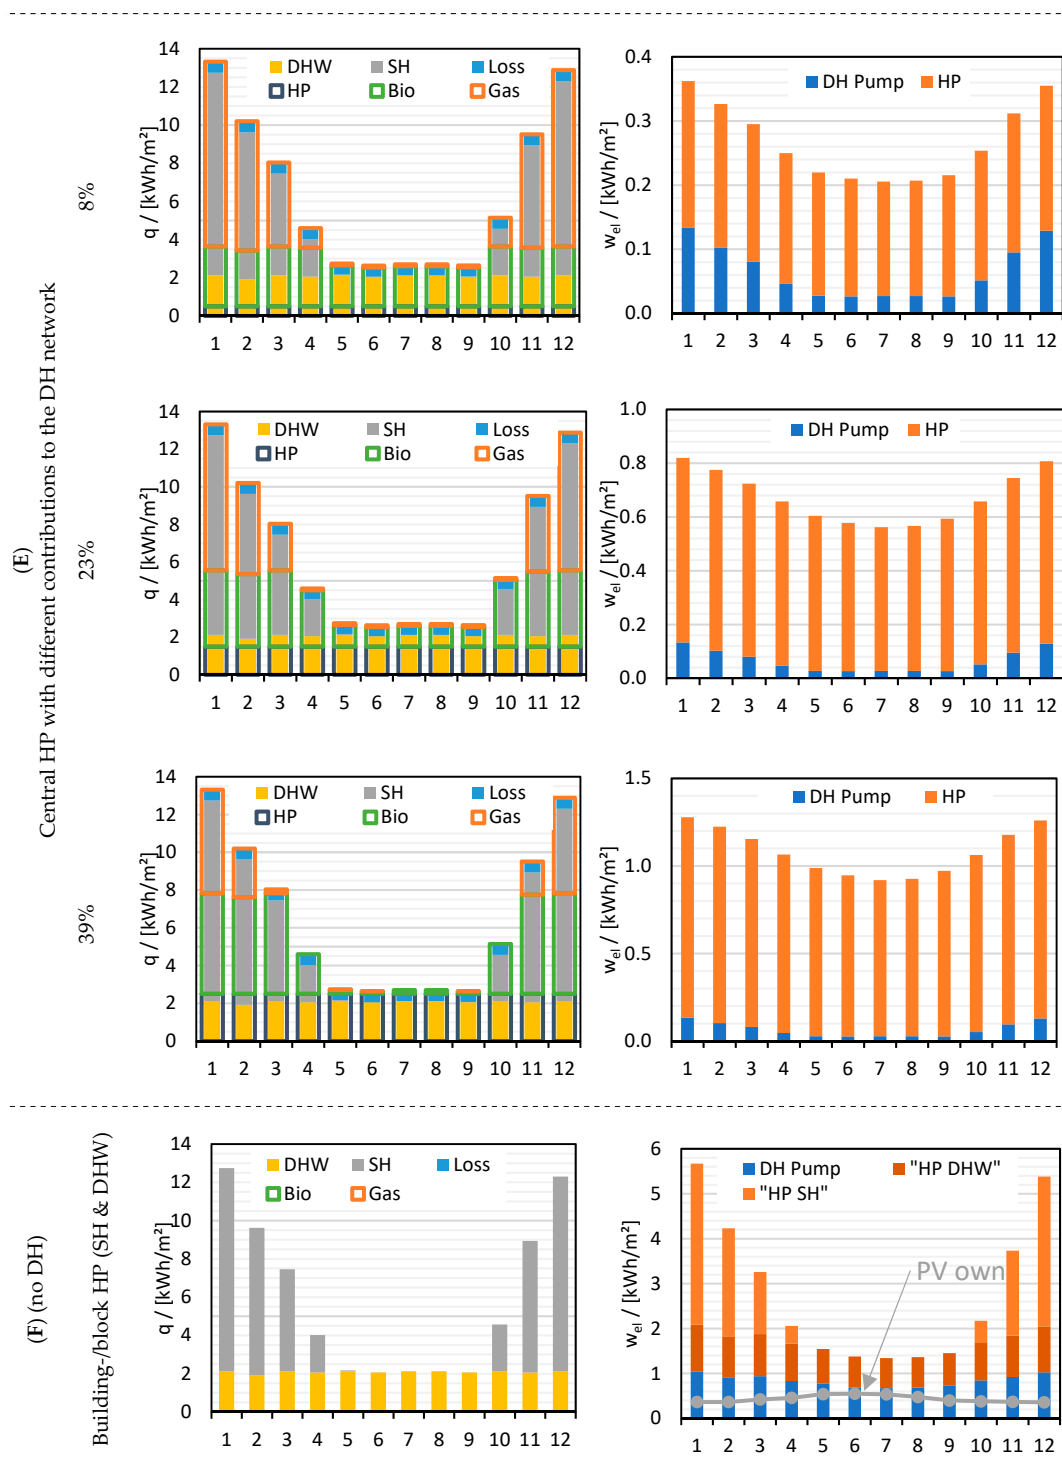 (E)
Central HP with different contributions to the DH network
8%
q / [kWh/m²]
14
12
10
8
6
4
2
0
DHW SH Loss
HP Bio Gas
1 2 3 4 5 6 7 8 9 10 11 12
w_el / [kWh/m²]
0.4
0.3
0.2
0.1
0.0
DH Pump HP
1 2 3 4 5 6 7 8 9 10 11 12
23%
q / [kWh/m²]
14
12
10
8
6
4
2
0
DHW SH Loss
HP Bio Gas
1 2 3 4 5 6 7 8 9 10 11 12
w_el / [kWh/m²]
1.0
0.8
0.6
0.4
0.2
0.0
DH Pump HP
1 2 3 4 5 6 7 8 9 10 11 12
39%
q / [kWh/m²]
14
12
10
8
6
4
2
0
DHW SH Loss
HP Bio Gas
1 2 3 4 5 6 7 8 9 10 11 12
w_el / [kWh/m²]
1.5
1.0
0.5
0.0
DH Pump HP
1 2 3 4 5 6 7 8 9 10 11 12
(F) (no DH)
Building-/block HP (SH & DHW)
q / [kWh/m²]
14
12
10
8
6
4
2
0
DHW SH Loss
Bio Gas
1 2 3 4 5 6 7 8 9 10 11 12
w_el / [kWh/m²]
6
5
4
3
2
1
0
DH Pump "HP DHW"
"HP SH"
PV own
1 2 3 4 5 6 7 8 9 10 11 12